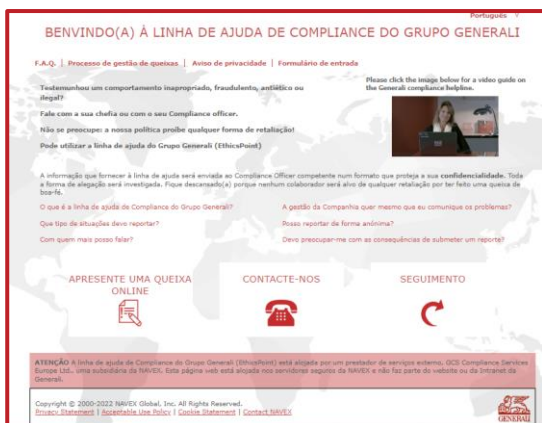 Português
BENVINDO(A) À LINHA DE AJUDA DE COMPLIANCE DO GRUPO GENERALI
F.A.Q. | Processo de gestão de queixas | Aviso de privacidade | Formulário de entrada
Testemunhou um comportamento inapropriado, fraudulento, antiético ou
ilegal?
Fale com a sua chefia ou com o seu Compliance officer.
Não se preocupe: a nossa política proíbe qualquer forma de retaliação!
Pode utilizar a linha de ajuda do Grupo Generali (EthicsPoint)
Please click the image below for a video guide on
the Generali compliance helpline.
A informação que fornecer à linha de ajuda será enviada ao Compliance Officer competente num formato que proteja a sua confidencialidade. Toda
a forma de alegação será investigada. Fique descansado(a) porque nenhum colaborador será alvo de qualquer retaliação por ter feito uma queixa de
boa-fé.
O que é a linha de ajuda de Compliance do Grupo Generali?
A gestão da Companhia quer mesmo que eu comunique os problemas?
Que tipo de situações devo reportar?
Posso reportar de forma anónima?
Com quem mais posso falar?
Devo preocupar-me com as consequências de submeter um reporte?
APRESENTE UMA QUEIXA
ONLINE
CONTACTE-NOS
SEGUIMENTO
ATENÇÃO A linha de ajuda de Compliance do Grupo Generali (EthicsPoint) está alojada por um prestador de serviços externo, GCS Compliance Services
Europe Ltd., uma subsidiária da NAVEX. Esta página web está alojada nos servidores seguros da NAVEX e não faz parte do website ou da Intranet da
Generali.
Copyright © 2000-2022 NAVEX Global, Inc. All Rights Reserved.
Privacy Statement | Acceptable Use Policy | Cookie Statement | Contact NAVEX
GENERALI